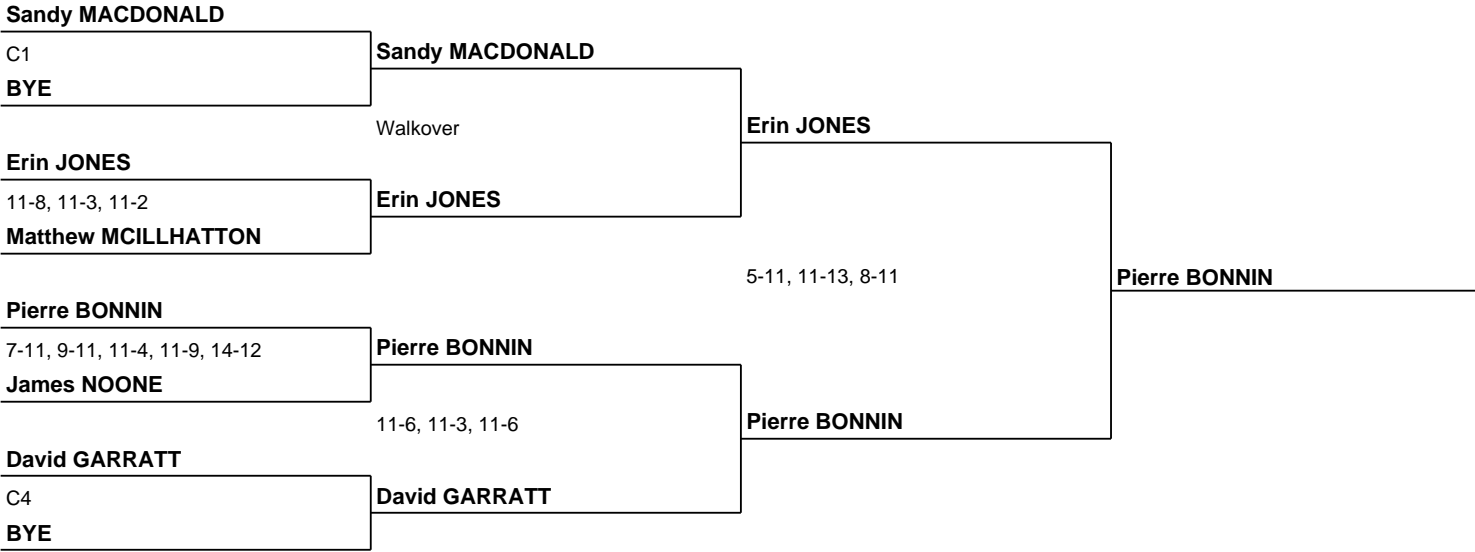 Sandy MACDONALD
C1
BYE
Sandy MACDONALD
Walkover
Erin JONES
Erin JONES
11-8, 11-3, 11-2
Matthew MCILLHATTON
Erin JONES
5-11, 11-13, 8-11
Pierre BONNIN
Pierre BONNIN
7-11, 9-11, 11-4, 11-9, 14-12
James NOONE
Pierre BONNIN
11-6, 11-3, 11-6
Pierre BONNIN
David GARRATT
C4
BYE
David GARRATT